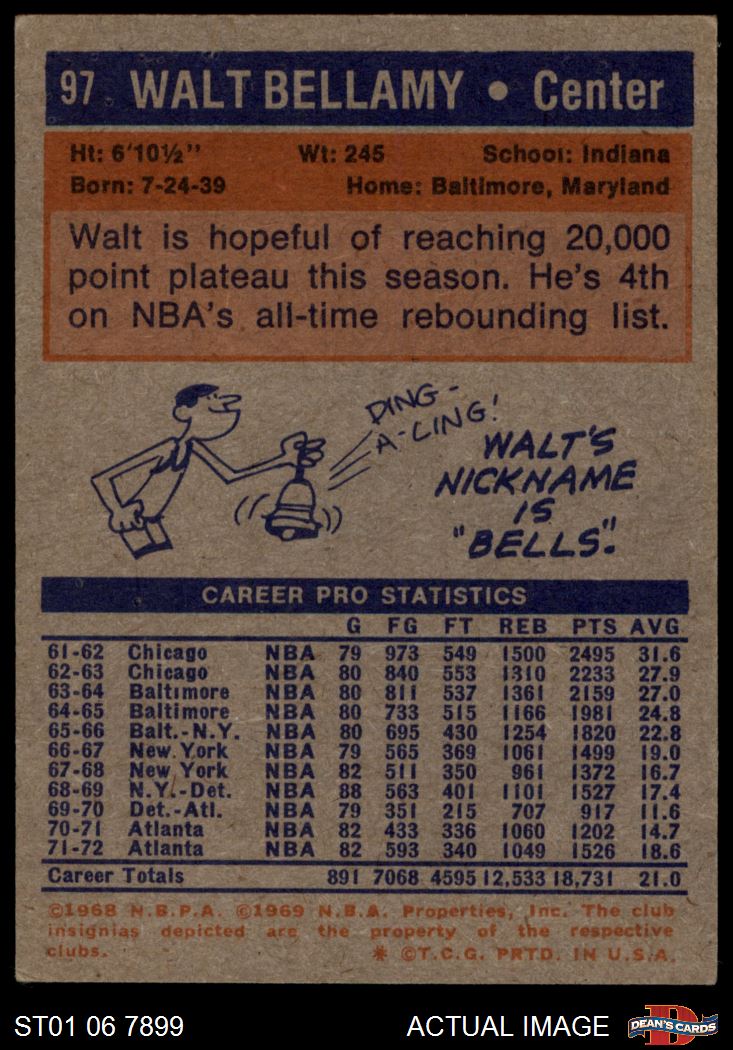 97 WALT BELLAMY • Center
Ht: 6'10½" Wt: 245 School: Indiana
Born: 7-24-39 Home: Baltimore, Maryland
Walt is hopeful of reaching 20,000
point plateau this season. He's 4th
on NBA's all-time rebounding list.
DING-
A-LING!
WALT'S
NICKNAME
IS
"BELLS".
CAREER PRO STATISTICS
G FG FT REB PTS AVG
61-62 Chicago NBA 79 973 549 1500 2495 31.6
62-63 Chicago NBA 80 840 553 1310 2233 27.9
63-64 Baltimore NBA 80 811 537 1361 2159 27.0
64-65 Baltimore NBA 80 733 515 1166 1981 24.8
65-66 Balt.-N.Y. NBA 80 695 430 1254 1820 22.8
66-67 New York NBA 79 565 369 1061 1499 19.0
67-68 New York NBA 82 511 350 961 1372 16.7
68-69 N.Y.-Det. NBA 88 563 401 1101 1527 17.4
69-70 Det.-Atl. NBA 79 351 215 707 917 11.6
70-71 Atlanta NBA 82 433 336 1060 1202 14.7
71-72 Atlanta NBA 82 593 340 1049 1526 18.6
Career Totals 891 7068 4595 12,533 18,731 21.0
©1968 N.B.P.A. ©1969 N.B.A. Properties, Inc. The club
insignias depicted are the property of the respective
clubs. * ©T.C.G. PRTD. IN U.S.A.
ST01 06 7899 ACTUAL IMAGE DEAN'S CARDS